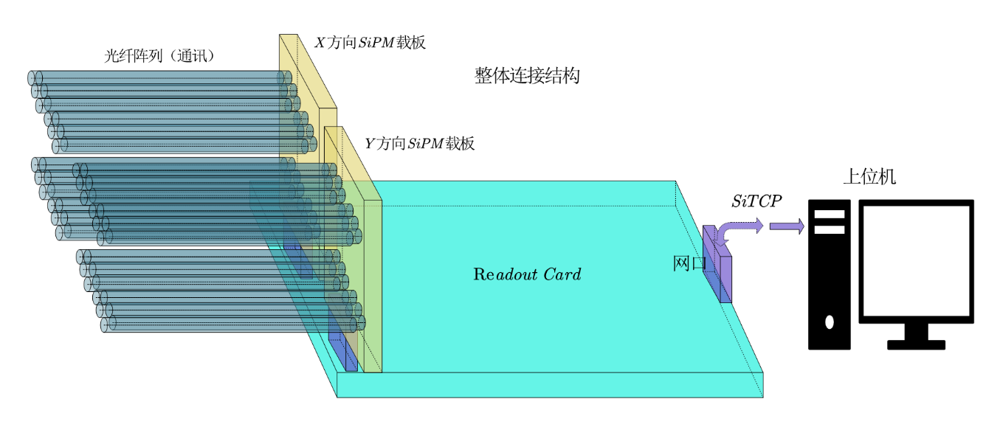 X方向SiPM载板
光纤阵列（通讯）
整体连接结构
Y方向SiPM载板
上位机
SiTCP
网口
Readout Card